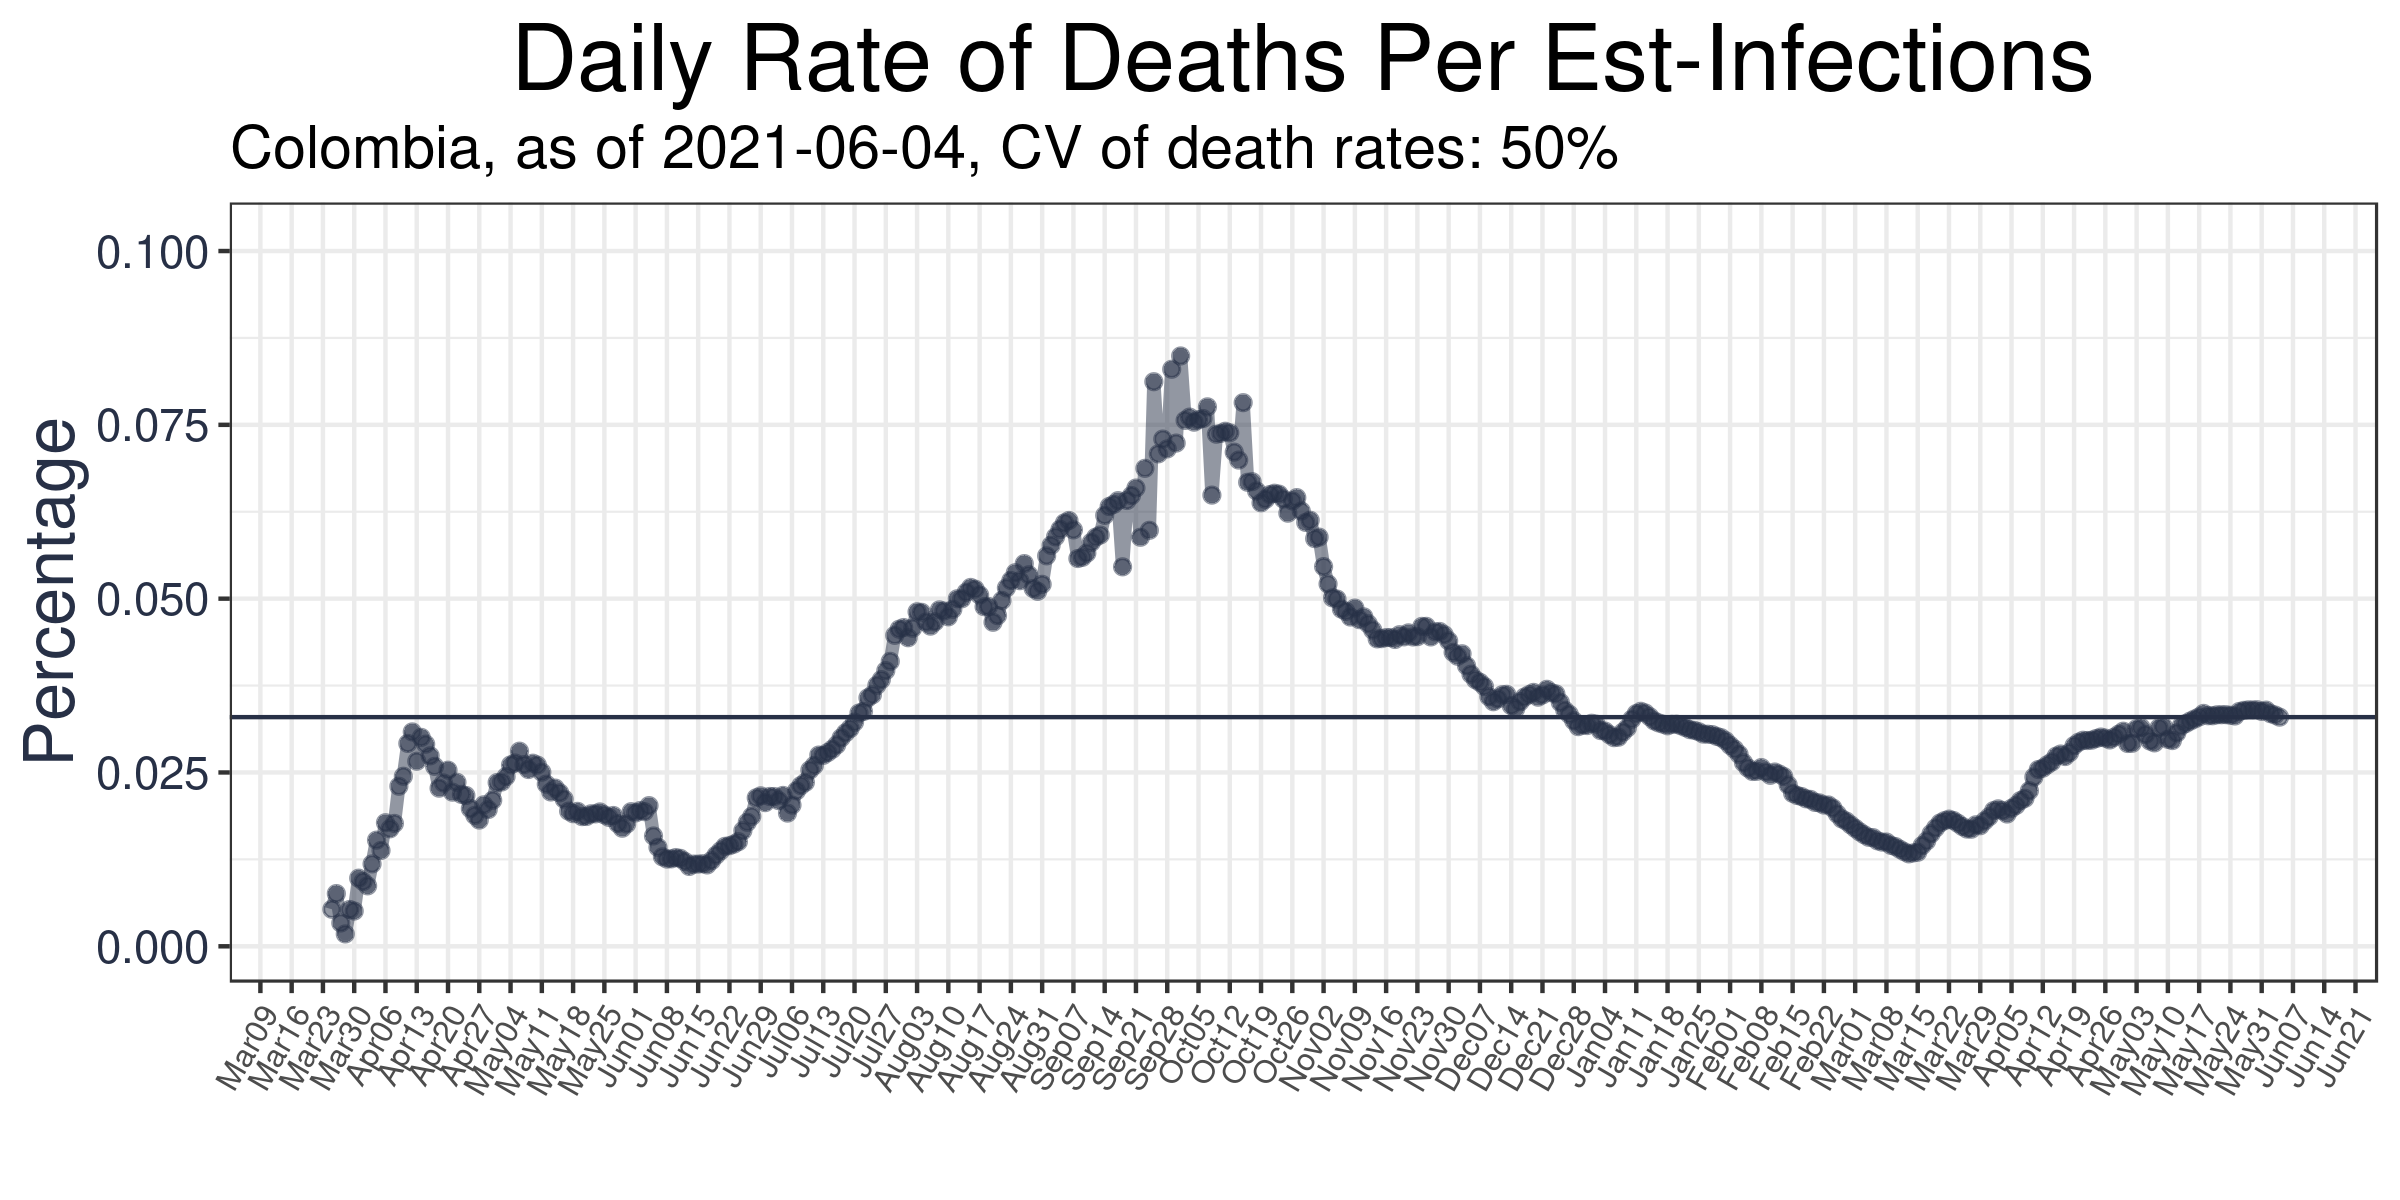 Daily Rate of Deaths Per Est-Infections
Colombia, as of 2021-06-04, CV of death rates: 50%
Percentage
0.100
0.075
0.050
0.025
0.000
Mar09
Mar16
Mar23
Mar30
Apr06
Apr13
Apr20
Apr27
May04
May11
May18
May25
Jun01
Jun08
Jun15
Jun22
Jun29
Jul06
Jul13
Jul20
Jul27
Aug03
Aug10
Aug17
Aug24
Aug31
Sep07
Sep14
Sep21
Sep28
Oct05
Oct12
Oct19
Oct26
Nov02
Nov09
Nov16
Nov23
Nov30
Dec07
Dec14
Dec21
Dec28
Jan04
Jan11
Jan18
Jan25
Feb01
Feb08
Feb15
Feb22
Mar01
Mar08
Mar15
Mar22
Mar29
Apr05
Apr12
Apr19
Apr26
May03
May10
May17
May24
May31
Jun07
Jun14
Jun21